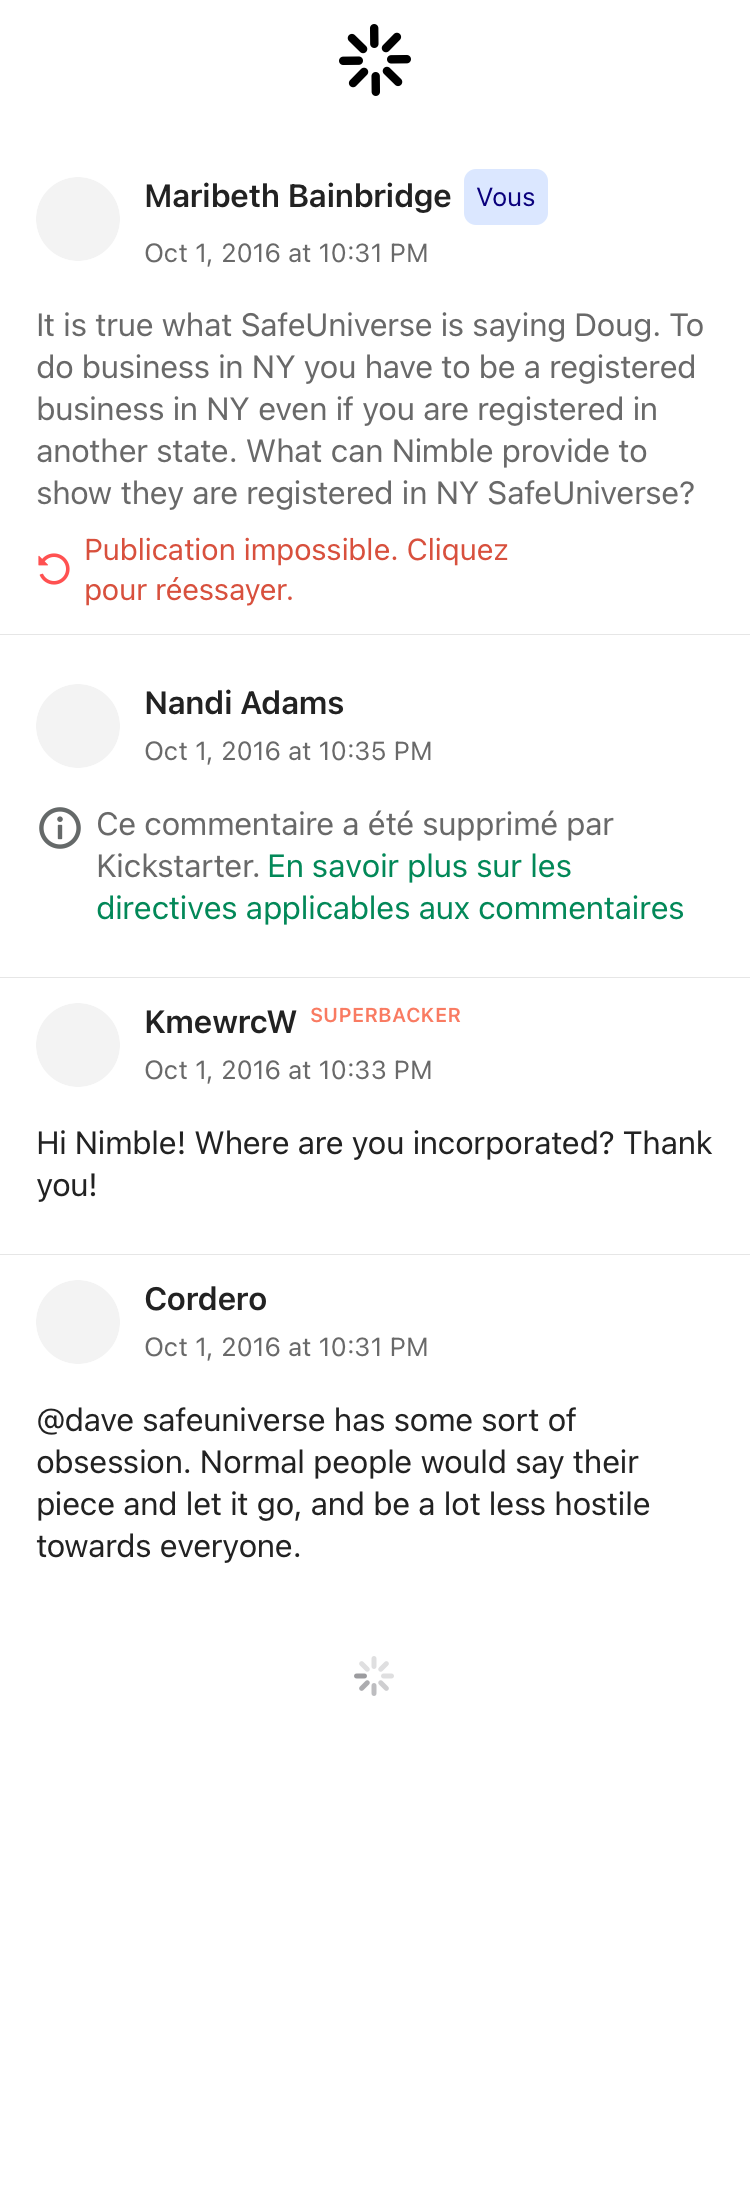 Maribeth Bainbridge Vous
Oct 1, 2016 at 10:31 PM
It is true what SafeUniverse is saying Doug. To
do business in NY you have to be a registered
business in NY even if you are registered in
another state. What can Nimble provide to
show they are registered in NY SafeUniverse?
Publication impossible. Cliquez
pour réessayer.
Nandi Adams
Oct 1, 2016 at 10:35 PM
Ce commentaire a été supprimé par
Kickstarter. En savoir plus sur les
directives applicables aux commentaires
KmewrcW SUPERBACKER
Oct 1, 2016 at 10:33 PM
Hi Nimble! Where are you incorporated? Thank
you!
Cordero
Oct 1, 2016 at 10:31 PM
@dave safeuniverse has some sort of
obsession. Normal people would say their
piece and let it go, and be a lot less hostile
towards everyone.